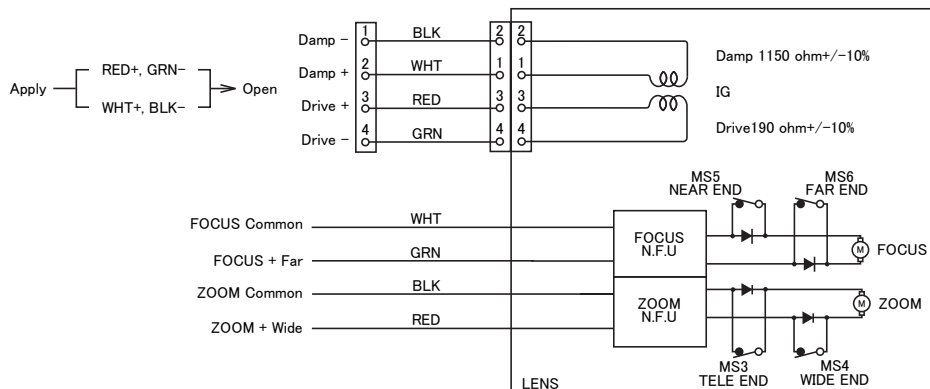 Apply
RED+, GRN−
WHT+, BLK−
Open
Damp − 1 BLK 2 2
Damp + 2 WHT 1 1
Drive + 3 RED 3 3
Drive − 4 GRN 4 4
Damp 1150 ohm+/-10%
IG
Drive190 ohm+/-10%
MS5
NEAR END
MS6
FAR END
FOCUS Common WHT
FOCUS + Far GRN
ZOOM Common BLK
ZOOM + Wide RED
FOCUS
N.F.U
ZOOM
N.F.U
M FOCUS
M ZOOM
MS3
TELE END
MS4
WIDE END
LENS